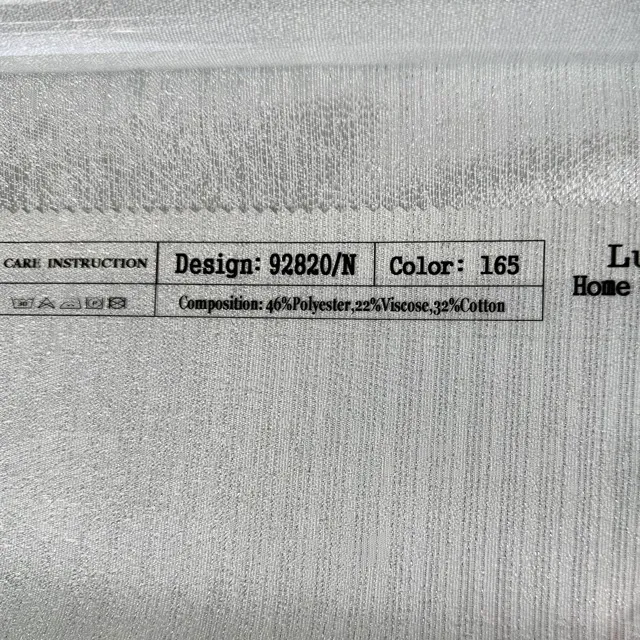 CARE INSTRUCTION Design: 92820/N Color: 165
Composition: 46%Polyester,22%Viscose,32%Cotton
Home